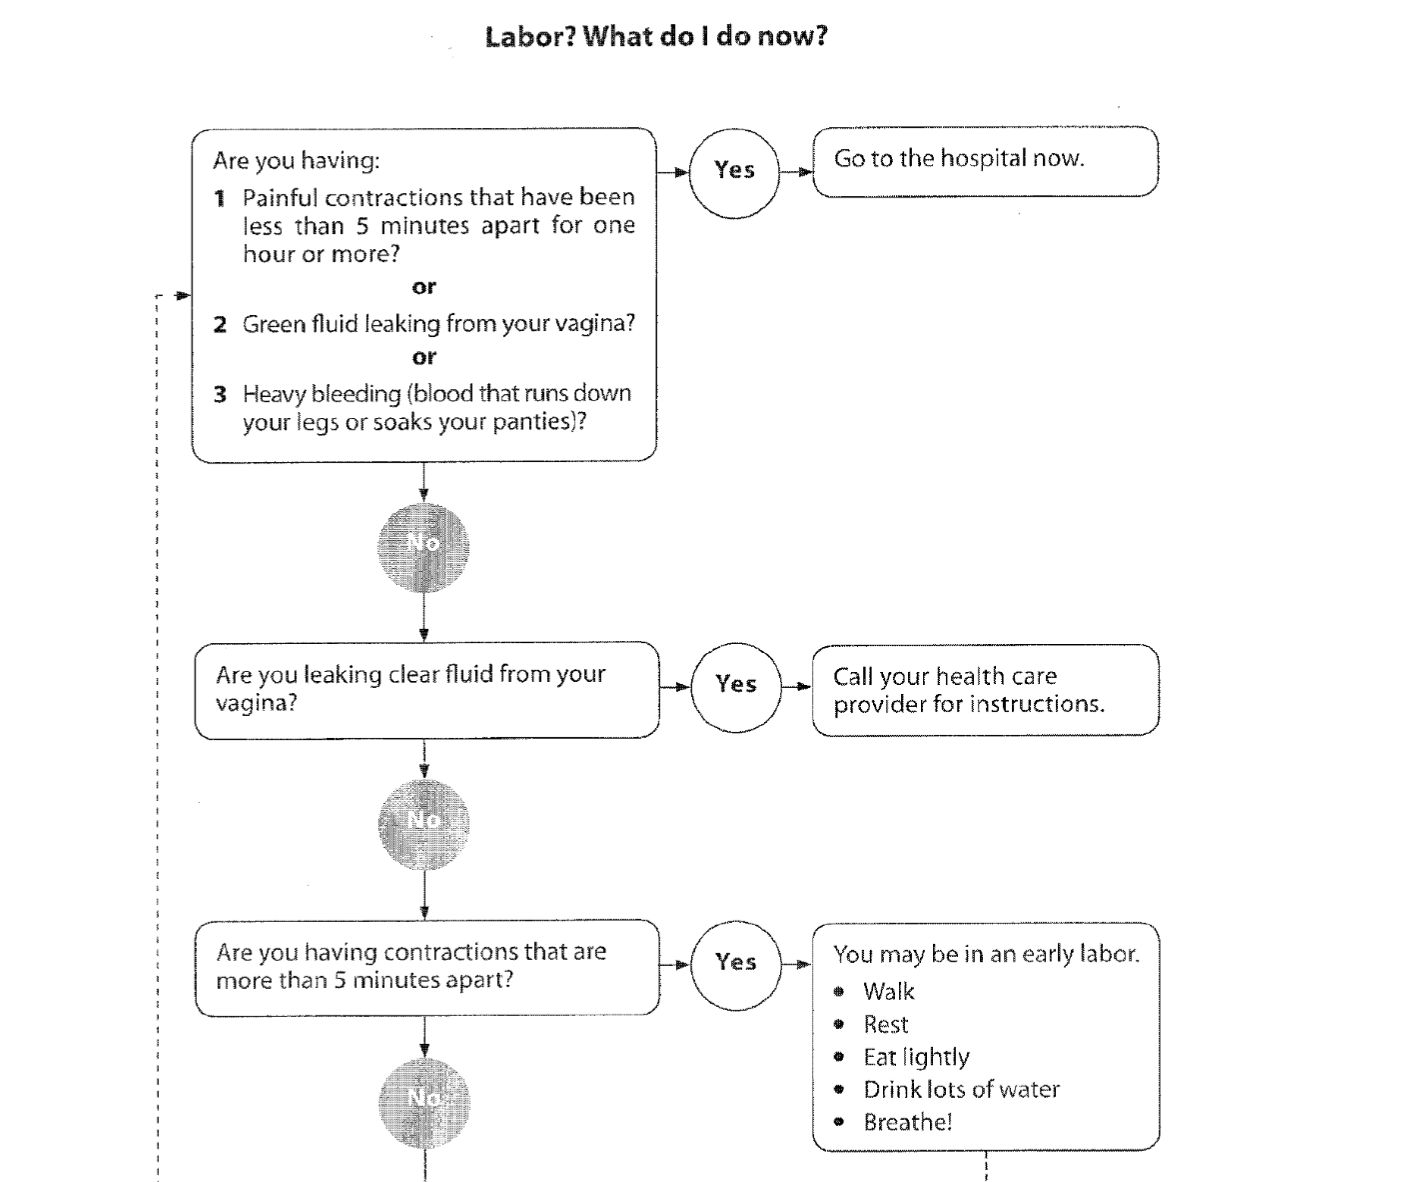 Labor? What do I do now?
Are you having:
1 Painful contractions that have been
less than 5 minutes apart for one
hour or more?
or
2 Green fluid leaking from your vagina?
or
3 Heavy bleeding (blood that runs down
your legs or soaks your panties)?
Yes
Go to the hospital now.
No
Are you leaking clear fluid from your
vagina?
Yes
Call your health care
provider for instructions.
No
Are you having contractions that are
more than 5 minutes apart?
Yes
You may be in an early labor.
• Walk
• Rest
• Eat lightly
• Drink lots of water
• Breathe!
No